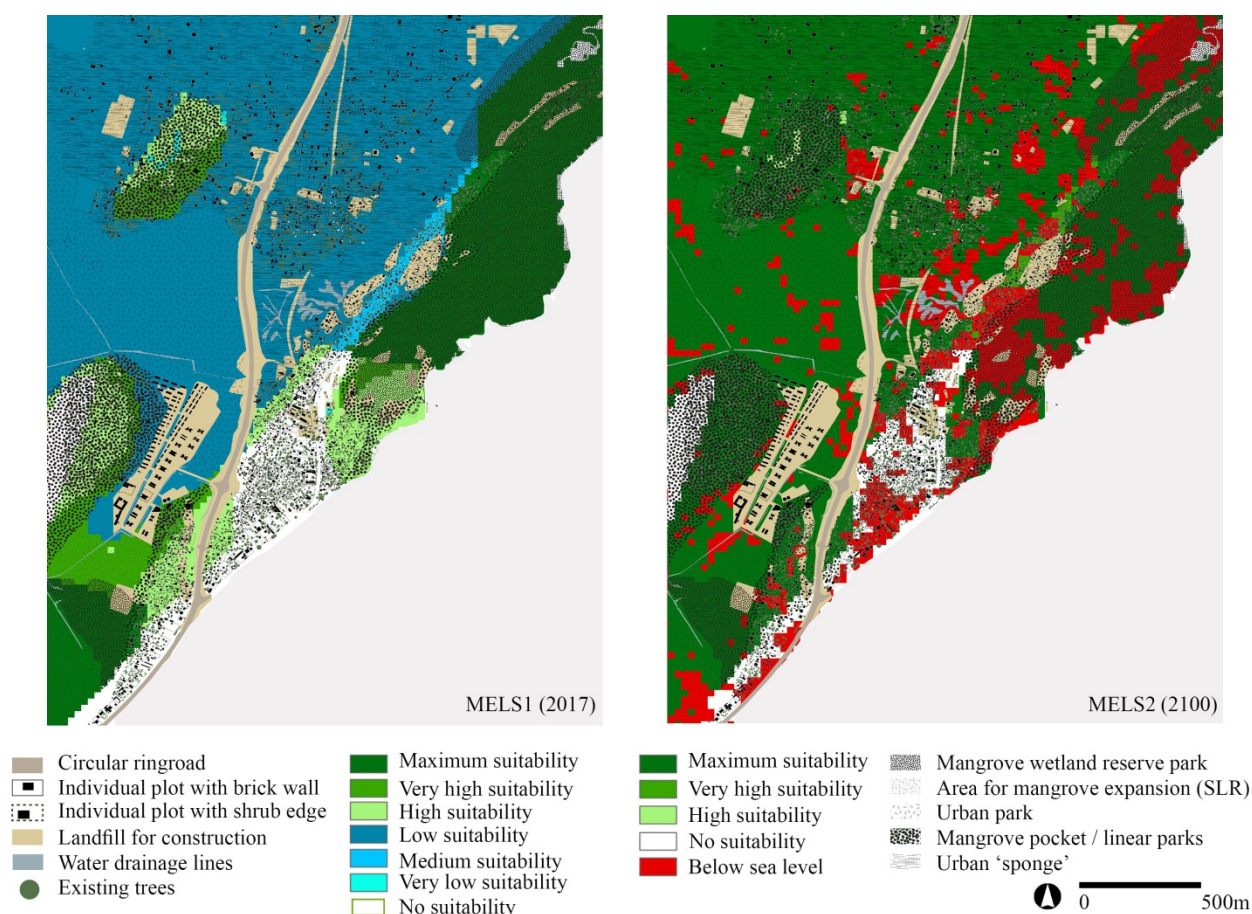 MELS1 (2017)
MELS2 (2100)
Circular ringroad
Individual plot with brick wall
Individual plot with shrub edge
Landfill for construction
Water drainage lines
Existing trees
Maximum suitability
Very high suitability
High suitability
Low suitability
Medium suitability
Very low suitability
No suitability
Maximum suitability
Very high suitability
High suitability
No suitability
Below sea level
Mangrove wetland reserve park
Area for mangrove expansion (SLR)
Urban park
Mangrove pocket / linear parks
Urban ‘sponge’
0 500m